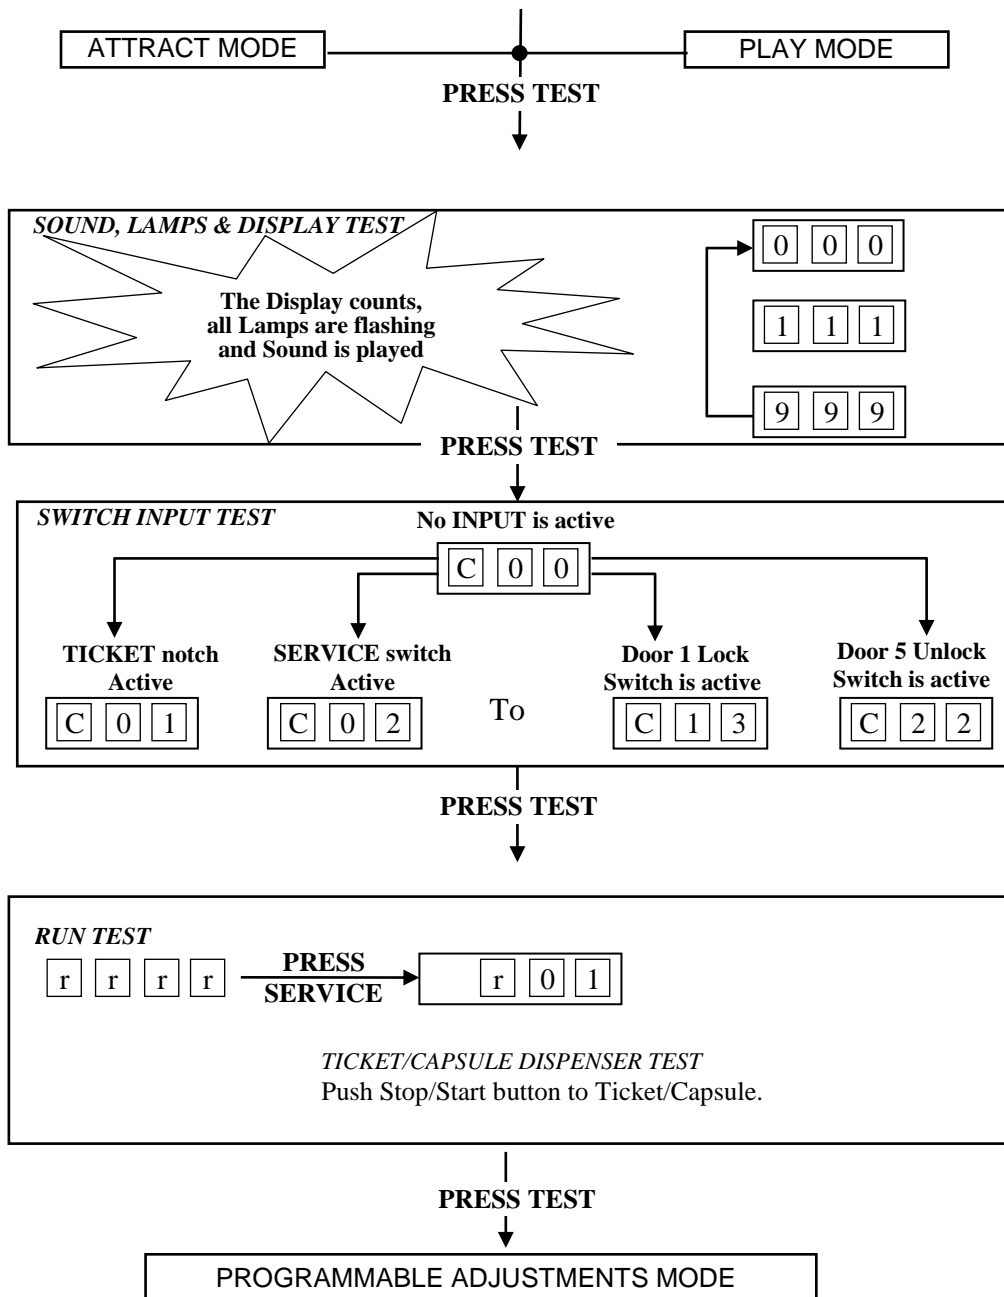 ATTRACT MODE
PLAY MODE
PRESS TEST
SOUND, LAMPS & DISPLAY TEST
The Display counts,
all Lamps are flashing
and Sound is played
0 0 0
1 1 1
9 9 9
PRESS TEST
SWITCH INPUT TEST
No INPUT is active
C 0 0
TICKET notch
Active
C 0 1
SERVICE switch
Active
C 0 2
To
Door 1 Lock
Switch is active
C 1 3
Door 5 Unlock
Switch is active
C 2 2
PRESS TEST
RUN TEST
r r r r
PRESS
SERVICE
r 0 1
TICKET/CAPSULE DISPENSER TEST
Push Stop/Start button to Ticket/Capsule.
PRESS TEST
PROGRAMMABLE ADJUSTMENTS MODE